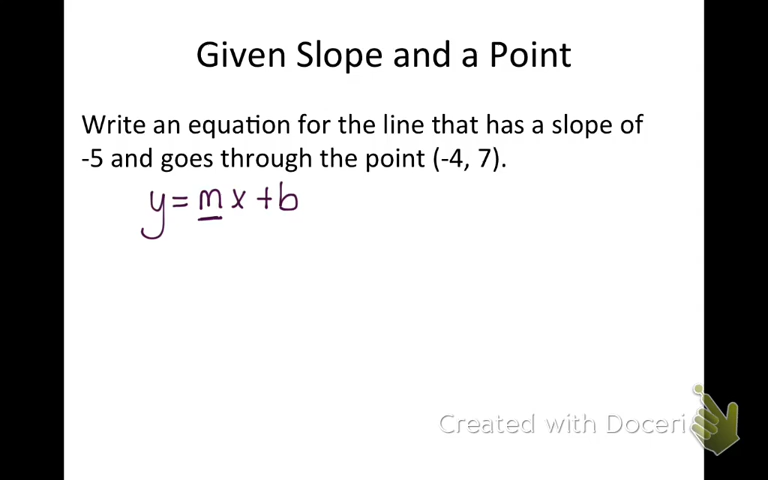 Given Slope and a Point
Write an equation for the line that has a slope of
-5 and goes through the point (-4, 7).
y = mx + b
Created with Doceri